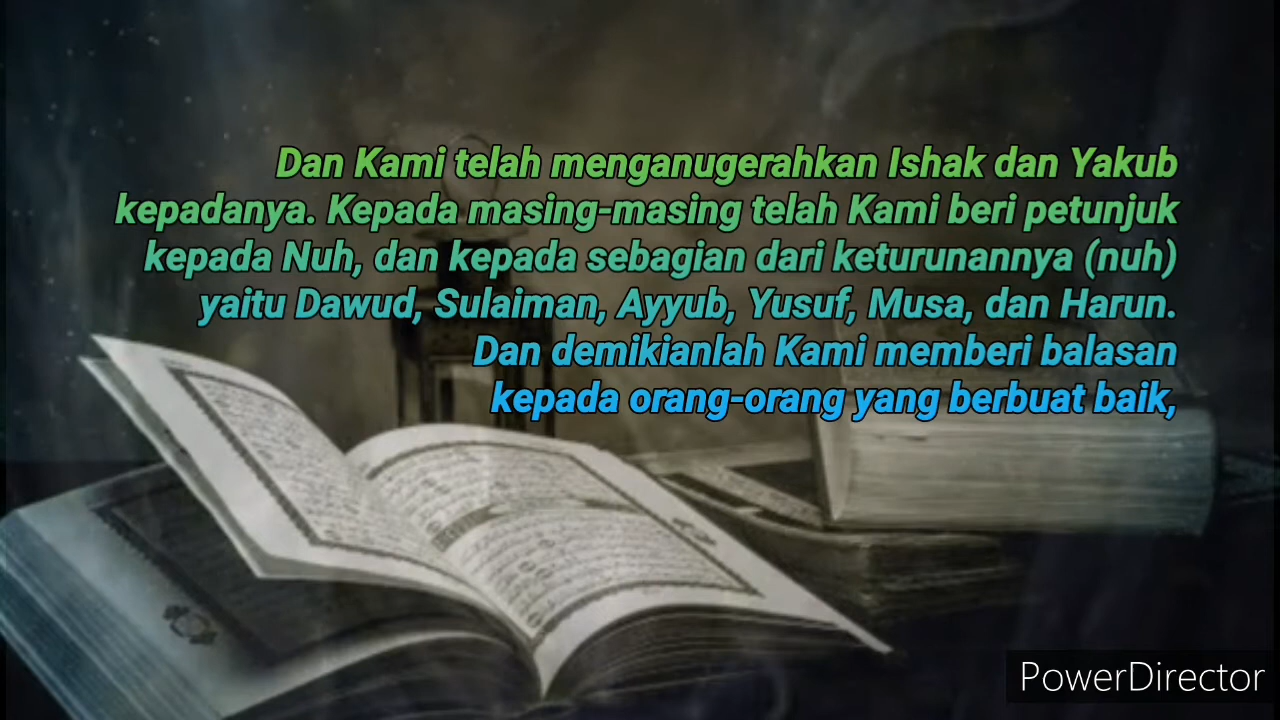 Dan Kami telah menganugerahkan Ishak dan Yakub
kepadanya. Kepada masing-masing telah Kami beri petunjuk
kepada Nuh, dan kepada sebagian dari keturunannya (nuh)
yaitu Dawud, Sulaiman, Ayyub, Yusuf, Musa, dan Harun.
Dan demikianlah Kami memberi balasan
kepada orang-orang yang berbuat baik,
PowerDirector